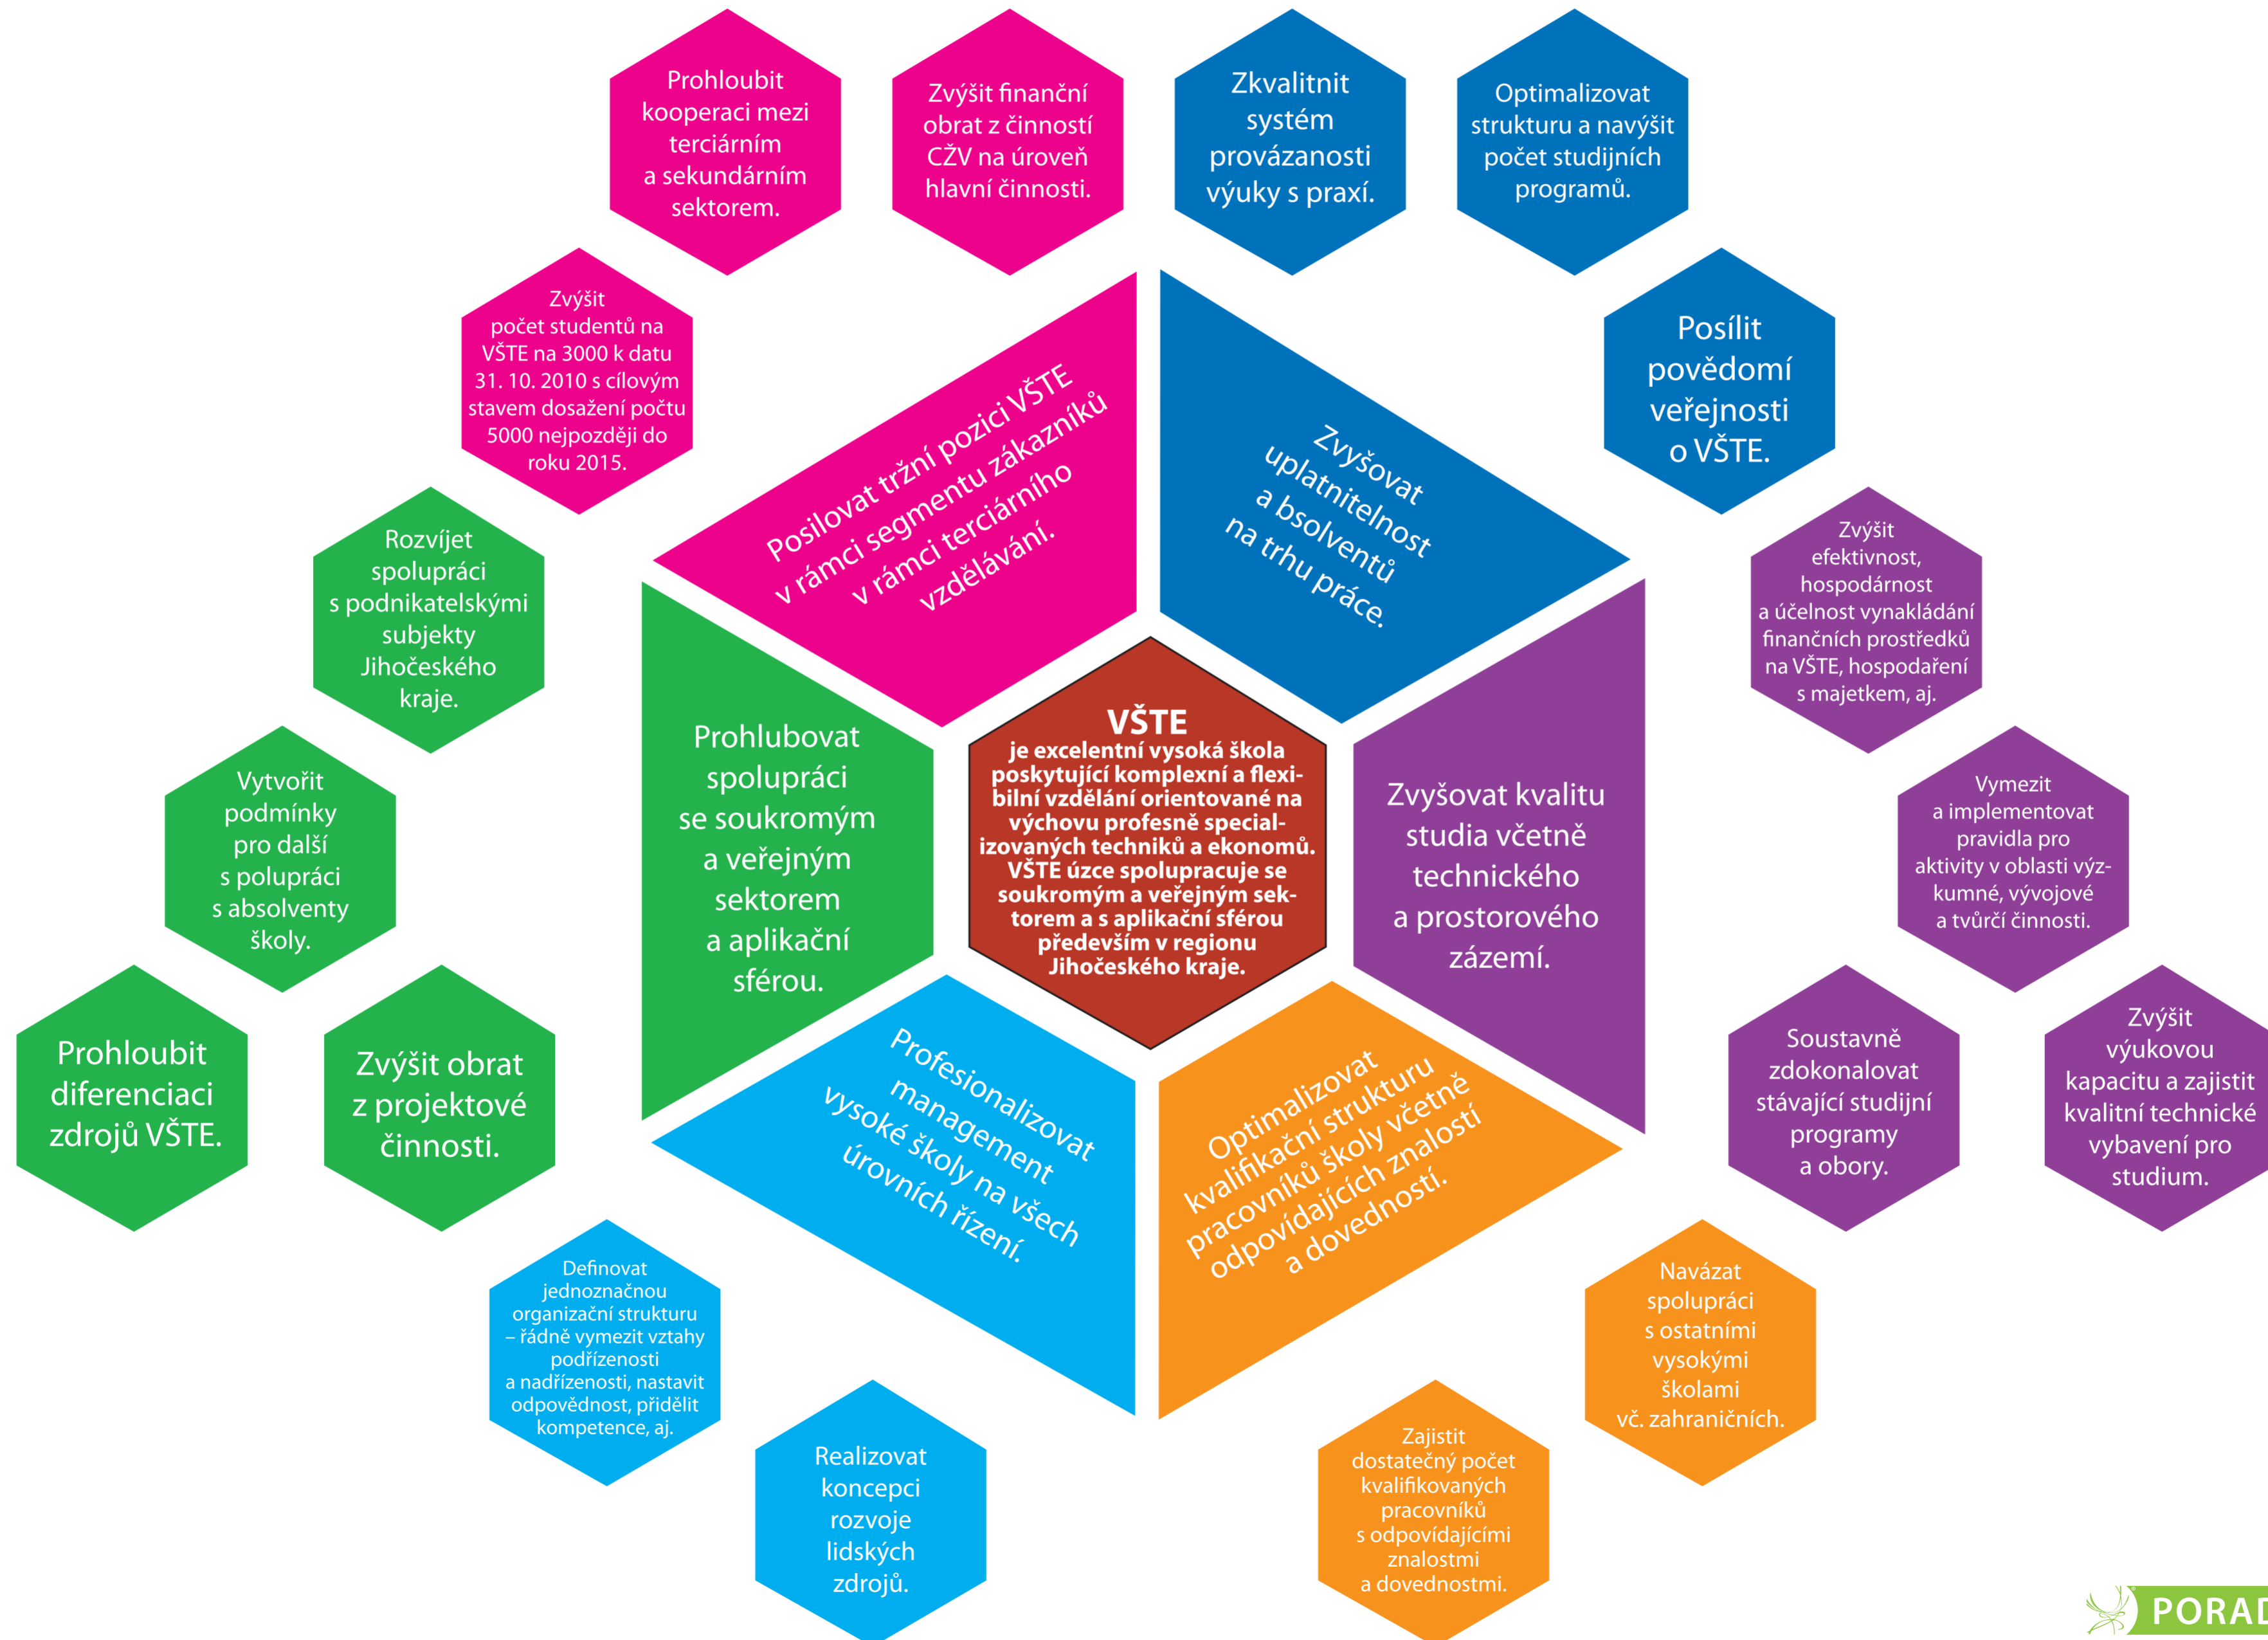 Prohloubit
kooperaci mezi
terciárním
a sekundárním
sektorem.
Zvýšit finanční
obrat z činností
CŽV na úroveň
hlavní činnosti.
Zkvalitnit
systém
provázanosti
výuky s praxí.
Optimalizovat
strukturu a navýšit
počet studijních
programů.
Zvýšit
počet studentů na
VŠTE na 3000 k datu
31. 10. 2010 s cílovým
stavem dosažení počtu
5000 nejpozději do
roku 2015.
Posílit
povědomí
veřejnosti
o VŠTE.
Posilovat tržní pozici VŠTE
v rámci segmentu zákazníků
v rámci terciárního
vzdělávání.
Zvyšovat
uplatnitelnost
a bsolventů
na trhu práce.
Rozvíjet
spolupráci
s podnikatelskými
subjekty
Jihočeského
kraje.
Zvýšit
efektivnost,
hospodárnost
a účelnost vynakládání
finančních prostředků
na VŠTE, hospodaření
s majetkem, aj.
Prohlubovat
spolupráci
se soukromým
a veřejným
sektorem
a aplikační
sférou.
VŠTE
je excelentní vysoká škola
poskytující komplexní a flexi-
bilní vzdělání orientované na
výchovu profesně special-
izovaných techniků a ekonomů.
VŠTE úzce spolupracuje se
soukromým a veřejným sek-
torem a s aplikační sférou
především v regionu
Jihočeského kraje.
Zvyšovat kvalitu
studia včetně
technického
a prostorového
zázemí.
Vytvořit
podmínky
pro další
s polupráci
s absolventy
školy.
Vymezit
a implementovat
pravidla pro
aktivity v oblasti výz-
kumné, vývojové
a tvůrčí činnosti.
Prohloubit
diferenciaci
zdrojů VŠTE.
Zvýšit obrat
z projektové
činnosti.
Profesionalizovat
management
vysoké školy na všech
úrovních řízení.
Optimalizovat
kvalifikační strukturu
pracovníků školy včetně
odpovídajících znalostí
a dovedností.
Soustavně
zdokonalovat
stávající studijní
programy
a obory.
Zvýšit
výukovou
kapacitu a zajistit
kvalitní technické
vybavení pro
studium.
Definovat
jednoznačnou
organizační strukturu
– řádně vymezit vztahy
podřízenosti
a nadřízenosti, nastavit
odpovědnost, přidělit
kompetence, aj.
Navázat
spolupráci
s ostatními
vysokými
školami
vč. zahraničních.
Realizovat
koncepci
rozvoje
lidských
zdrojů.
Zajistit
dostatečný počet
kvalifikovaných
pracovníků
s odpovídajícími
znalostmi
a dovednostmi.
PORAD